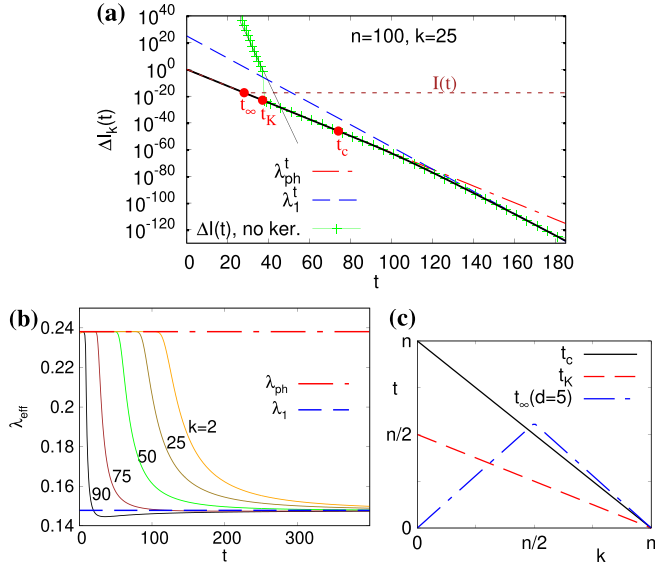 (a)
n=100, k=25
10^40
10^20
10^0
10^-20
10^-40
10^-60
10^-80
10^-100
10^-120
ΔI_k(t)
I(t)
t_∞
t_K
t_c
λ_ph^t
λ_1^t
ΔI(t), no ker.
0 20 40 60 80 100 120 140 160 180
t
(b)
0.24
0.22
0.2
0.18
0.16
0.14
λ_eff
λ_ph
λ_1
k=2
25
50
75
90
0 100 200 300
t
(c)
n
t
n/2
0
t_c
t_K
t_∞(d=5)
0 n/2 k n